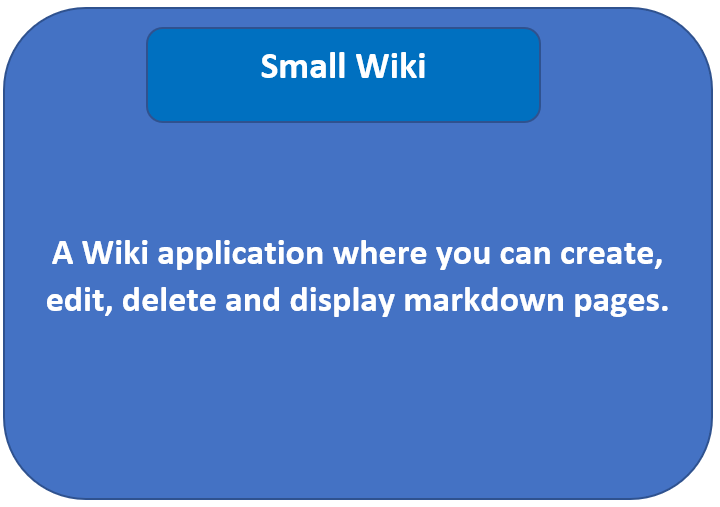 Small Wiki
A Wiki application where you can create,
edit, delete and display markdown pages.